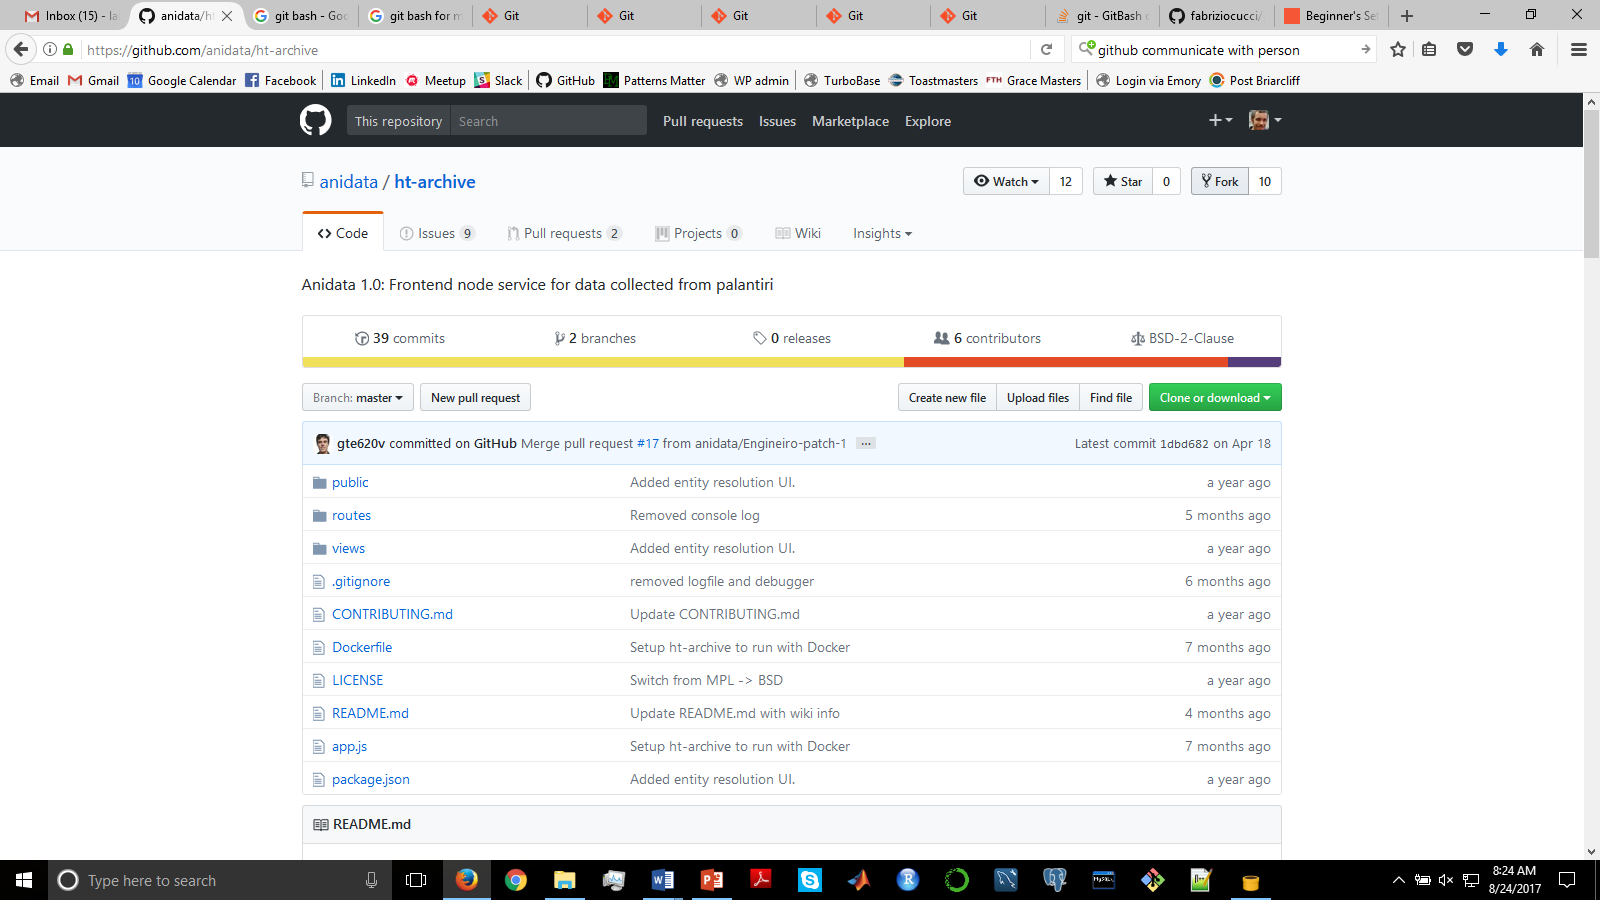 Inbox (15) - la
anidata/ht
git bash - Goo
git bash for m
Git
Git
Git
Git
Git
git - GitBash c
fabriziocucci/
Beginner's Set
https://github.com/anidata/ht-archive
github communicate with person
Email
Gmail
Google Calendar
Facebook
LinkedIn
Meetup
Slack
GitHub
Patterns Matter
WP admin
TurboBase
Toastmasters
FTH Grace Masters
Login via Emory
Post Briarcliff
This repository
Search
Pull requests
Issues
Marketplace
Explore
anidata / ht-archive
Watch 12
Star 0
Fork 10
Code
Issues 9
Pull requests 2
Projects 0
Wiki
Insights
Anidata 1.0: Frontend node service for data collected from palantiri
39 commits
2 branches
0 releases
6 contributors
BSD-2-Clause
Branch: master
New pull request
Create new file
Upload files
Find file
Clone or download
gte620v committed on GitHub Merge pull request #17 from anidata/Engineiro-patch-1 ...
Latest commit 1dbd682 on Apr 18
public Added entity resolution UI. a year ago
routes Removed console log 5 months ago
views Added entity resolution UI. a year ago
.gitignore removed logfile and debugger 6 months ago
CONTRIBUTING.md Update CONTRIBUTING.md a year ago
Dockerfile Setup ht-archive to run with Docker 7 months ago
LICENSE Switch from MPL -> BSD a year ago
README.md Update README.md with wiki info 4 months ago
app.js Setup ht-archive to run with Docker 7 months ago
package.json Added entity resolution UI. a year ago
README.md
Type here to search
8:24 AM
8/24/2017